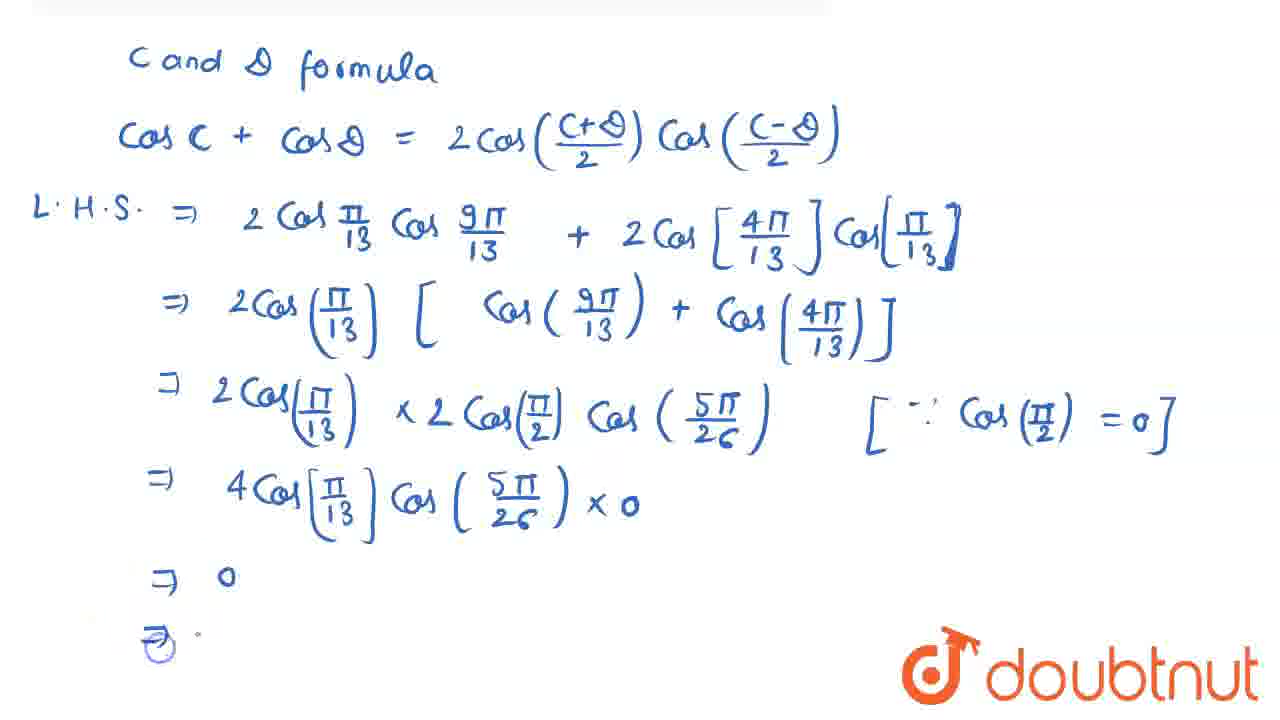 C and D formula
Cos C + Cos D = 2 Cos ((C+D)/2) Cos ((C-D)/2)
L.H.S. ⇒ 2 Cos π/13 Cos 9π/13 + 2 Cos [4π/13] Cos [π/13]
⇒ 2 Cos (π/13) [ Cos (9π/13) + Cos (4π/13) ]
⇒ 2 Cos (π/13) × 2 Cos (π/2) Cos (5π/26) [ ∵ Cos (π/2) = 0 ]
⇒ 4 Cos [π/13] Cos (5π/26) × 0
⇒ 0
⇒
doubtnut